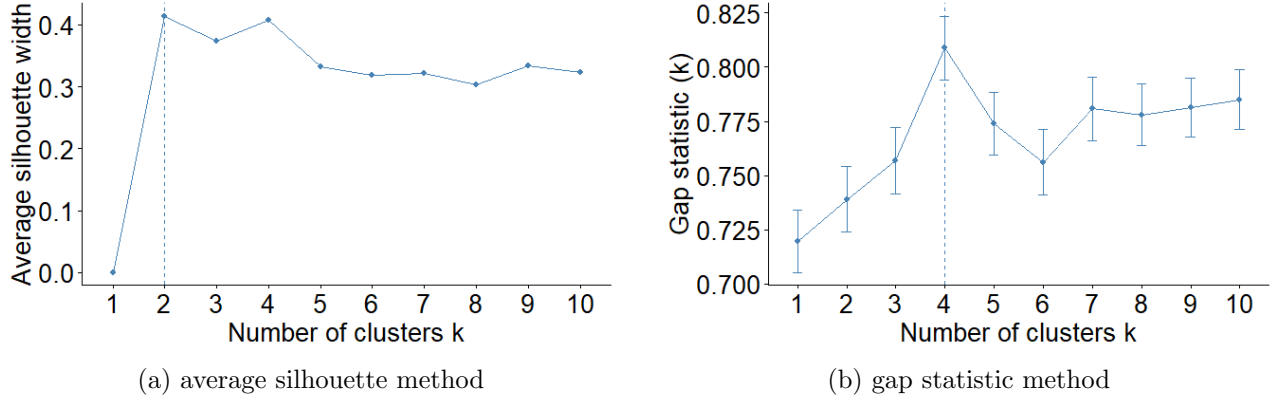 Average silhouette width
0.4
0.3
0.2
0.1
0.0
1 2 3 4 5 6 7 8 9 10
Number of clusters k
(a) average silhouette method
Gap statistic (k)
0.825
0.800
0.775
0.750
0.725
0.700
1 2 3 4 5 6 7 8 9 10
Number of clusters k
(b) gap statistic method